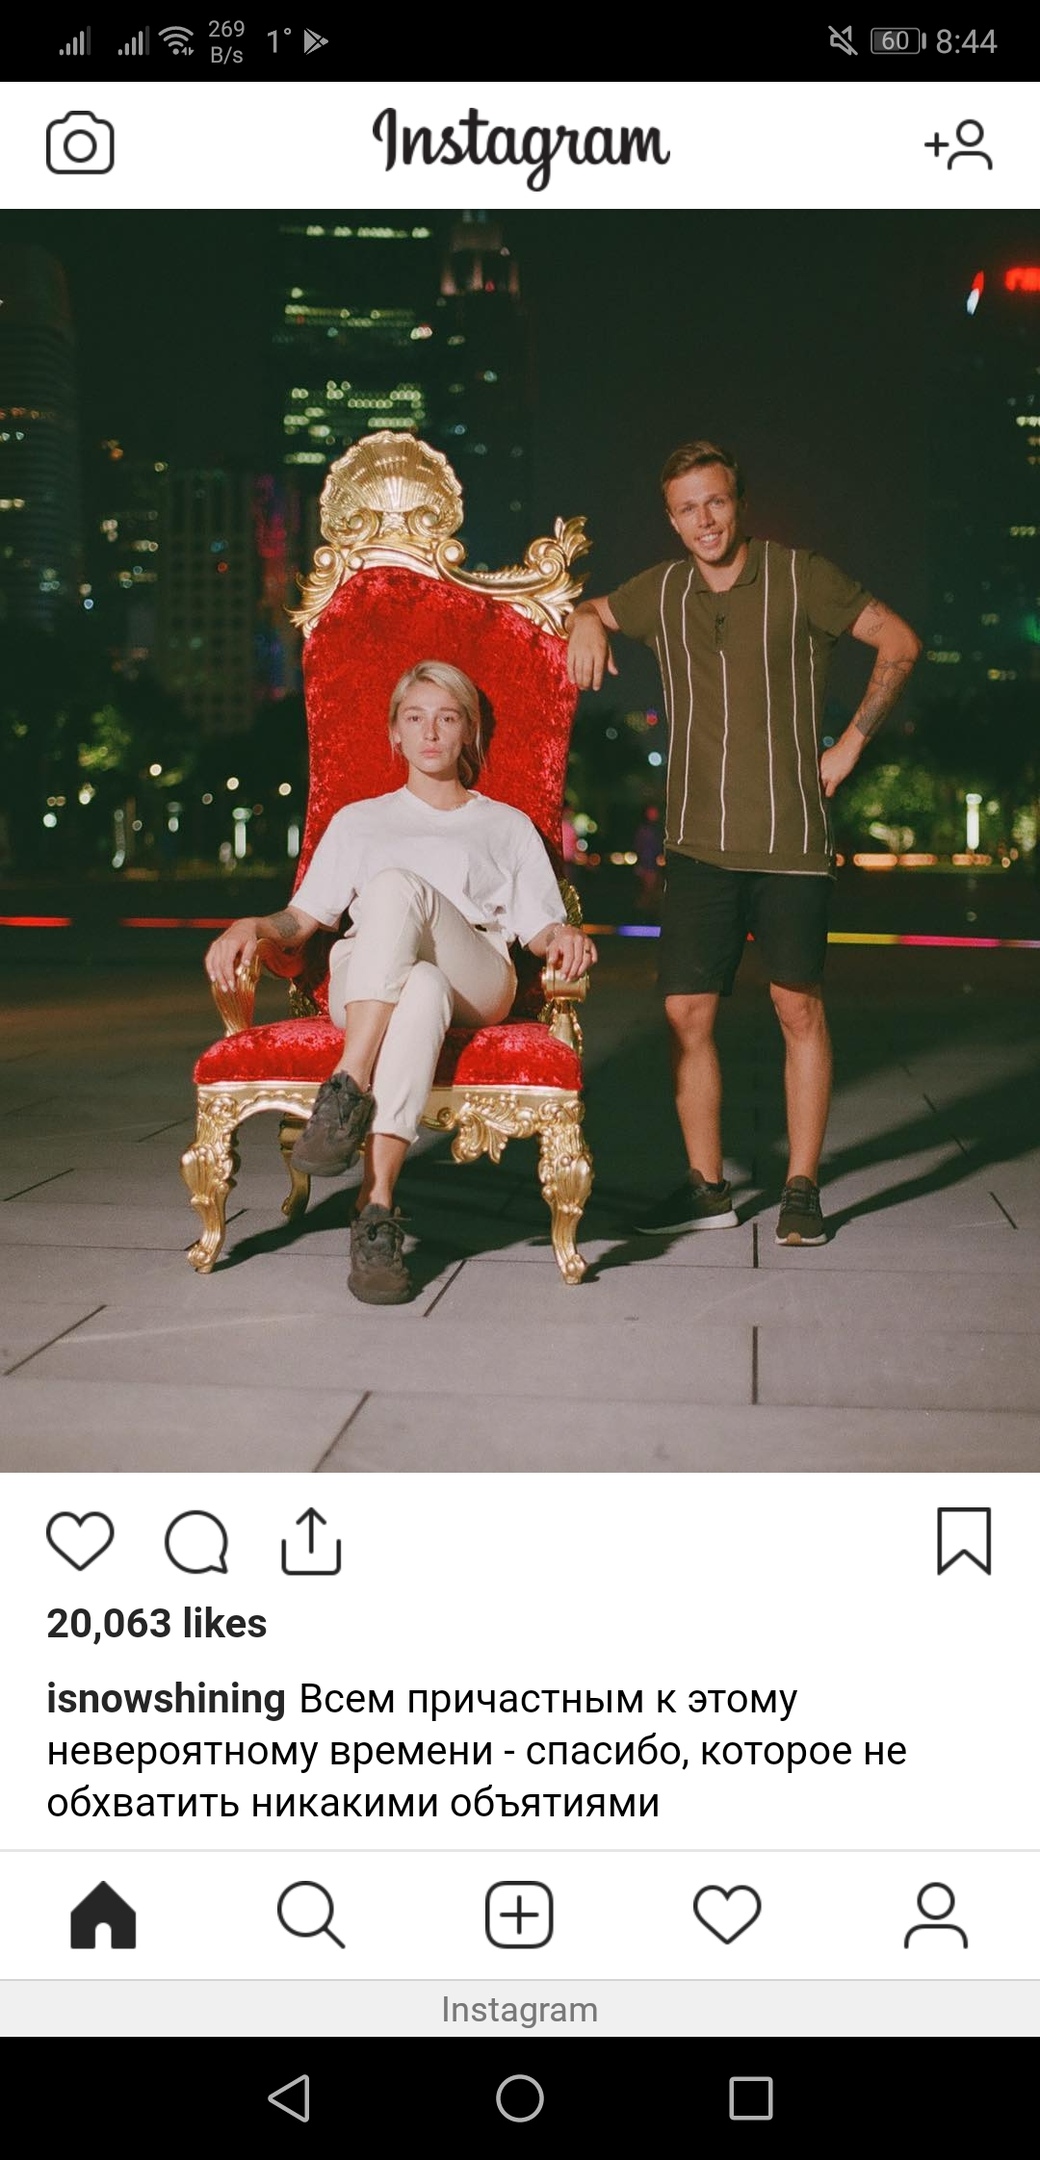 269
B/s
1°
60
8:44
Instagram
20,063 likes
isnowshining Всем причастным к этому
невероятному времени - спасибо, которое не
обхватить никакими объятиями
Instagram